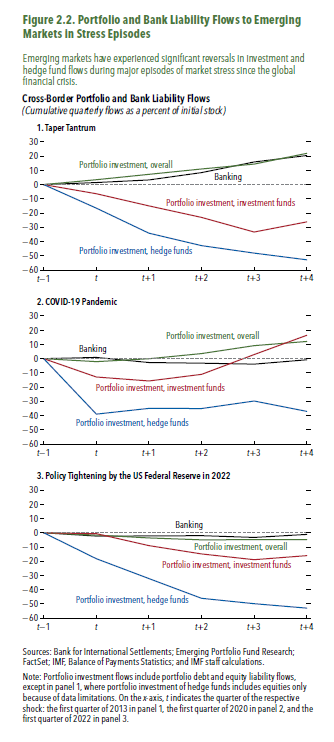 Figure 2.2. Portfolio and Bank Liability Flows to Emerging
Markets in Stress Episodes
Emerging markets have experienced significant reversals in investment and
hedge fund flows during major episodes of market stress since the global
financial crisis.
Cross-Border Portfolio and Bank Liability Flows
(Cumulative quarterly flows as a percent of initial stock)
1. Taper Tantrum
30
20
10
0
−10
−20
−30
−40
−50
−60
Portfolio investment, overall
Banking
Portfolio investment, investment funds
Portfolio investment, hedge funds
t−1 t t+1 t+2 t+3 t+4
2. COVID-19 Pandemic
30
20
10
0
−10
−20
−30
−40
−50
−60
Portfolio investment, overall
Banking
Portfolio investment, investment funds
Portfolio investment, hedge funds
t−1 t t+1 t+2 t+3 t+4
3. Policy Tightening by the US Federal Reserve in 2022
30
20
10
0
−10
−20
−30
−40
−50
−60
Banking
Portfolio investment, overall
Portfolio investment, investment funds
Portfolio investment, hedge funds
t−1 t t+1 t+2 t+3 t+4
Sources: Bank for International Settlements; Emerging Portfolio Fund Research;
FactSet; IMF, Balance of Payments Statistics; and IMF staff calculations.
Note: Portfolio investment flows include portfolio debt and equity liability flows,
except in panel 1, where portfolio investment of hedge funds includes equities only
because of data limitations. On the x-axis, t indicates the quarter of the respective
shock: the first quarter of 2013 in panel 1, the first quarter of 2020 in panel 2, and the
first quarter of 2022 in panel 3.